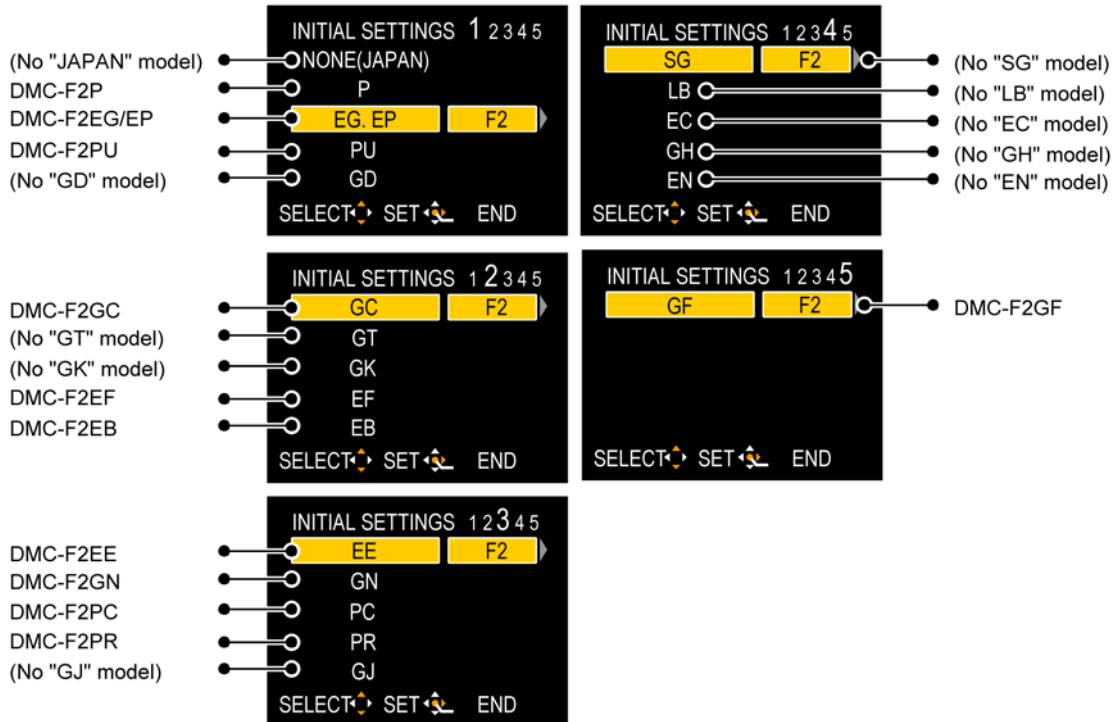 INITIAL SETTINGS 1 2 3 4 5
(No "JAPAN" model) NONE(JAPAN)
DMC-F2P P
DMC-F2EG/EP EG. EP F2
DMC-F2PU PU
(No "GD" model) GD
SELECT SET END
INITIAL SETTINGS 1 2 3 4 5
SG F2 (No "SG" model)
LB (No "LB" model)
EC (No "EC" model)
GH (No "GH" model)
EN (No "EN" model)
SELECT SET END
INITIAL SETTINGS 1 2 3 4 5
DMC-F2GC GC F2
(No "GT" model) GT
(No "GK" model) GK
DMC-F2EF EF
DMC-F2EB EB
SELECT SET END
INITIAL SETTINGS 1 2 3 4 5
GF F2 DMC-F2GF
SELECT SET END
INITIAL SETTINGS 1 2 3 4 5
DMC-F2EE EE F2
DMC-F2GN GN
DMC-F2PC PC
DMC-F2PR PR
(No "GJ" model) GJ
SELECT SET END